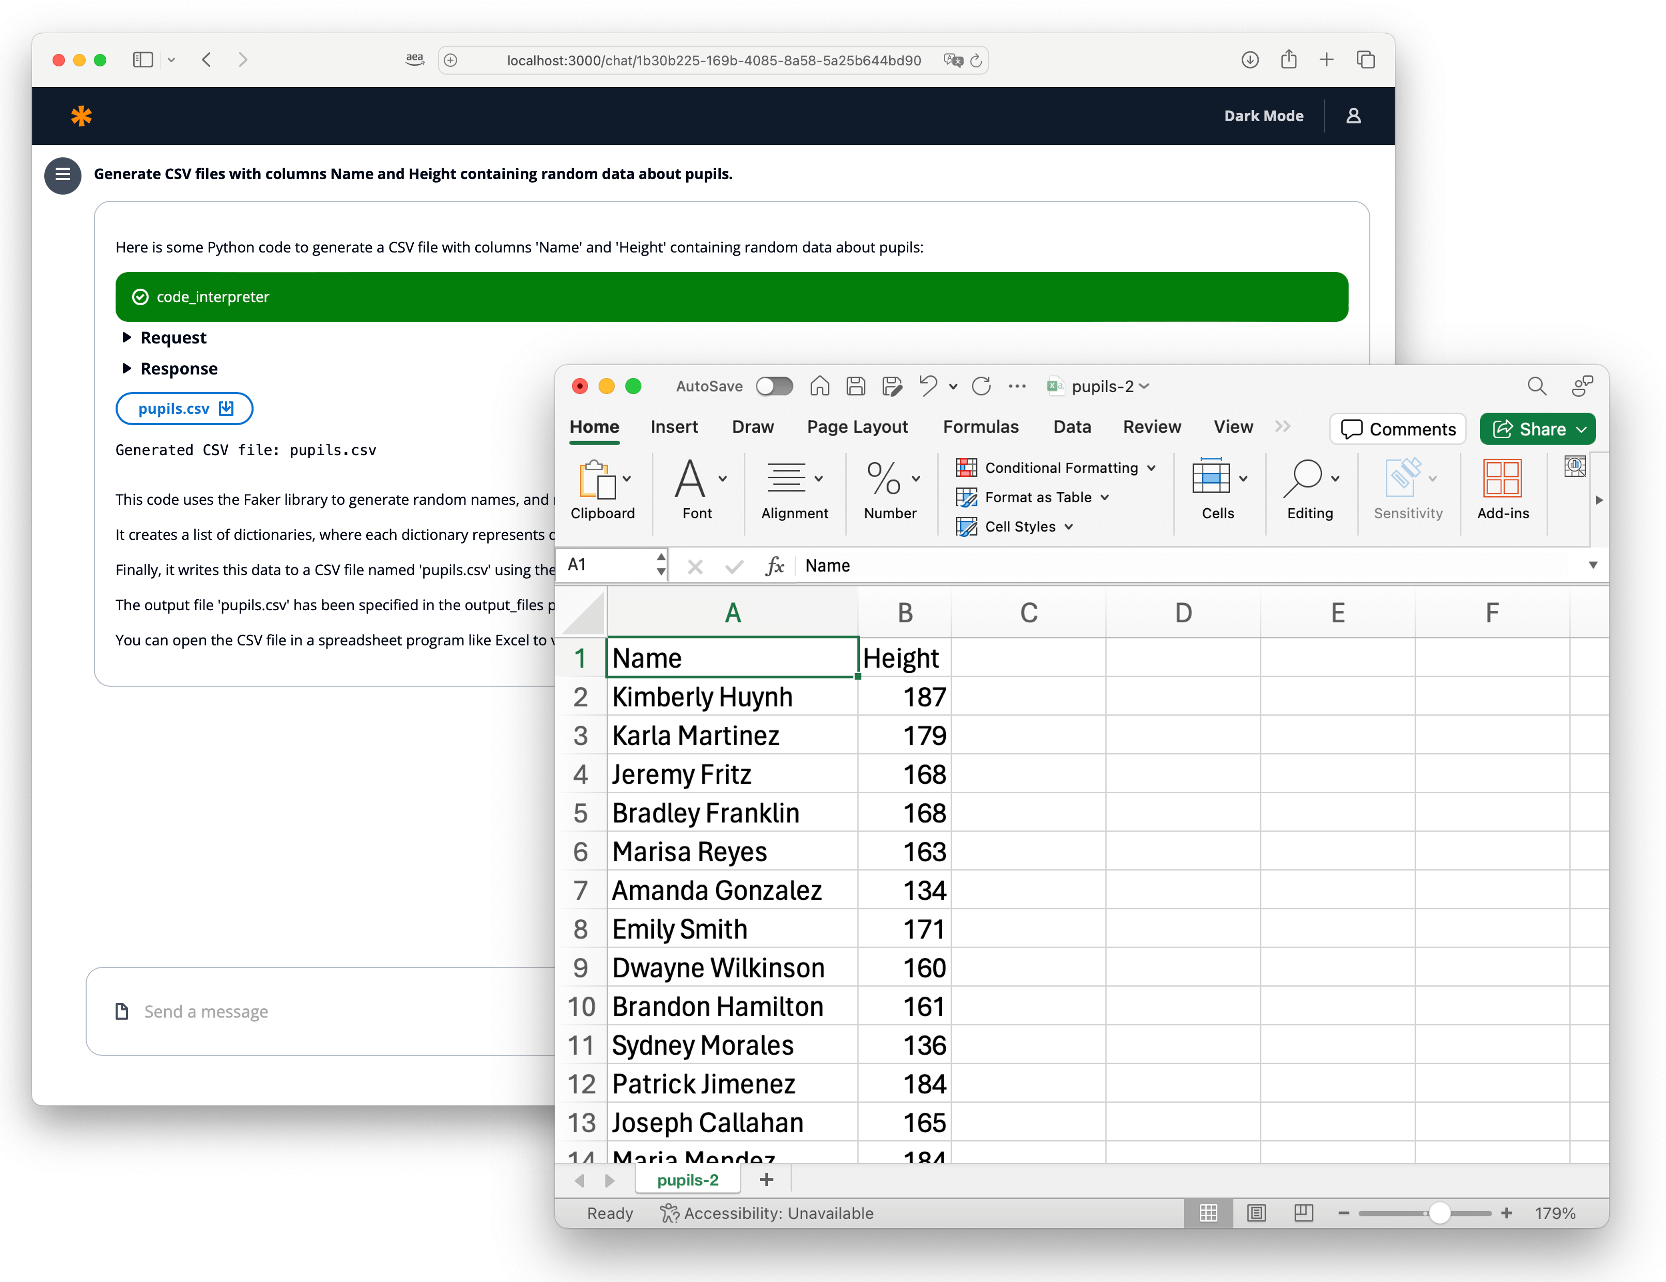 aea
localhost:3000/chat/1b30b225-169b-4085-8a58-5a25b644bd90
Dark Mode
Generate CSV files with columns Name and Height containing random data about pupils.
Here is some Python code to generate a CSV file with columns 'Name' and 'Height' containing random data about pupils:
code_interpreter
Request
Response
pupils.csv
Generated CSV file: pupils.csv
This code uses the Faker library to generate random names, and
It creates a list of dictionaries, where each dictionary represents
Finally, it writes this data to a CSV file named 'pupils.csv' using the
The output file 'pupils.csv' has been specified in the output_files
You can open the CSV file in a spreadsheet program like Excel to
Send a message
AutoSave
pupils-2
Home Insert Draw Page Layout Formulas Data Review View
Comments
Share
Clipboard
Font
Alignment
Number
Conditional Formatting
Format as Table
Cell Styles
Cells
Editing
Sensitivity
Add-ins
A1 fx Name
A B C D E F
1 Name Height
2 Kimberly Huynh 187
3 Karla Martinez 179
4 Jeremy Fritz 168
5 Bradley Franklin 168
6 Marisa Reyes 163
7 Amanda Gonzalez 134
8 Emily Smith 171
9 Dwayne Wilkinson 160
10 Brandon Hamilton 161
11 Sydney Morales 136
12 Patrick Jimenez 184
13 Joseph Callahan 165
14 Maria Mendez 184
pupils-2
Ready
Accessibility: Unavailable
179%